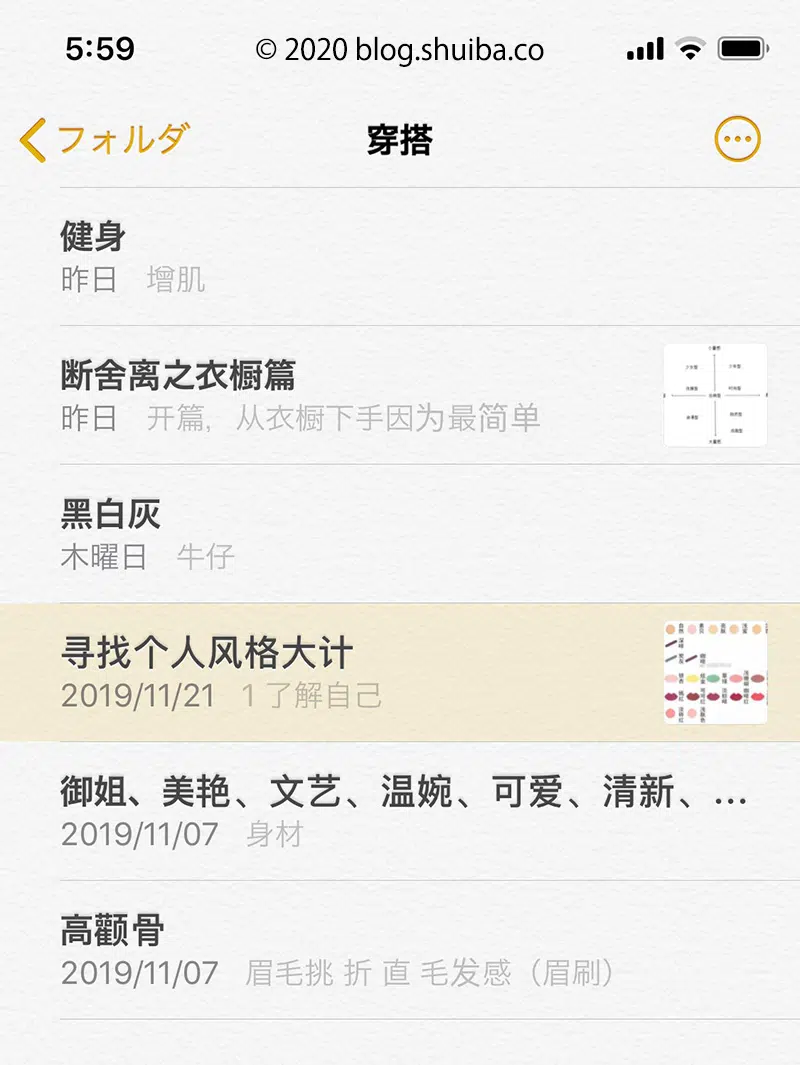 5:59
© 2020 blog.shuiba.co
フォルダ
穿搭
健身
昨日 增肌
断舍离之衣橱篇
昨日 开篇，从衣橱下手因为最简单
黑白灰
木曜日 牛仔
寻找个人风格大计
2019/11/21 1 了解自己
御姐、美艳、文艺、温婉、可爱、清新、...
2019/11/07 身材
高颧骨
2019/11/07 眉毛挑 折 直 毛发感（眉刷）